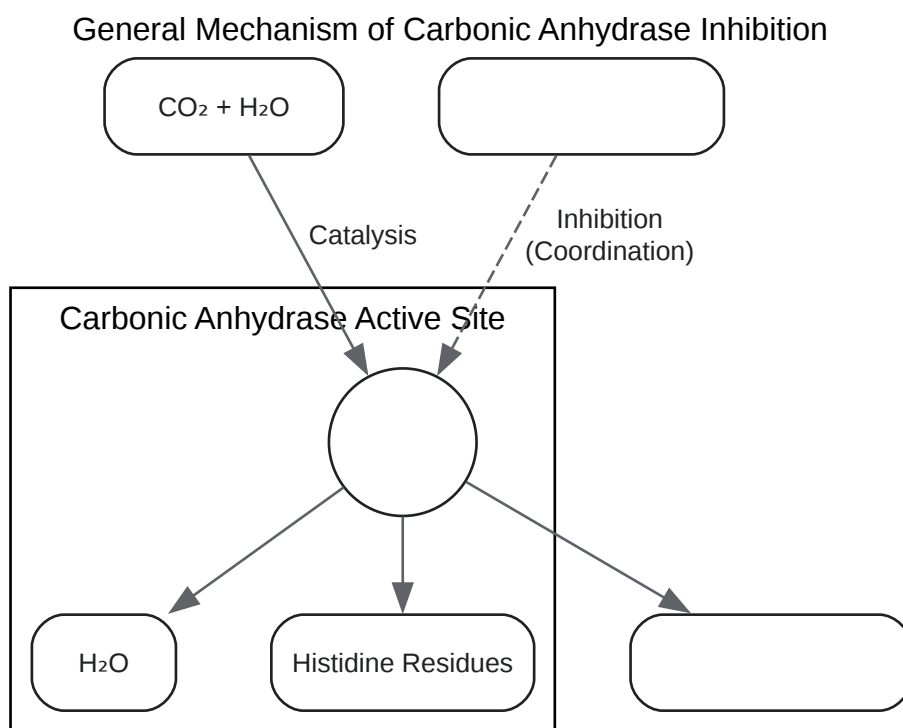 General Mechanism of Carbonic Anhydrase Inhibition
CO₂ + H₂O
Catalysis
Inhibition
(Coordination)
Carbonic Anhydrase Active Site
H₂O
Histidine Residues